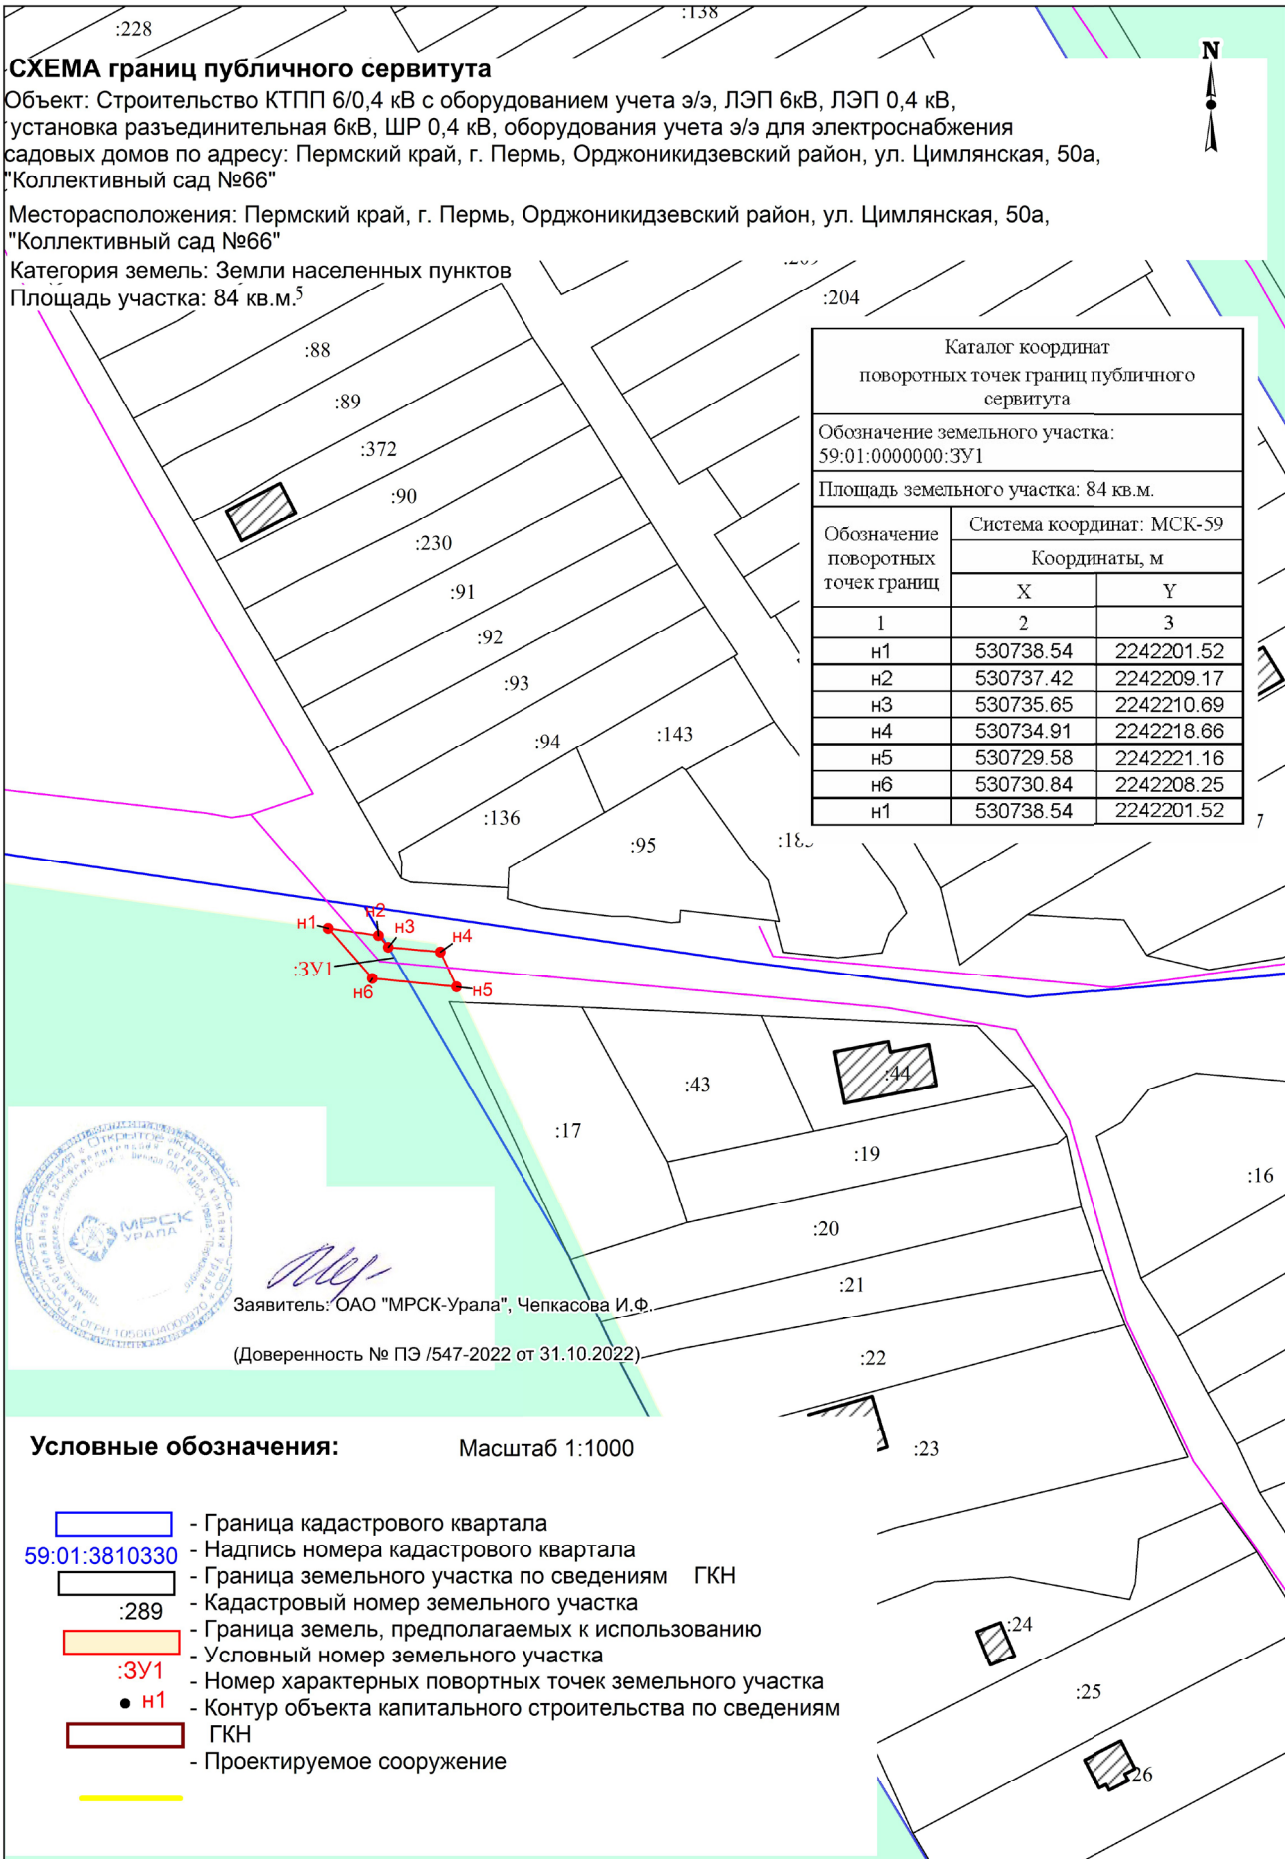 :228
:138
N
СХЕМА границ публичного сервитута
Объект: Строительство КТПП 6/0,4 кВ с оборудованием учета э/э, ЛЭП 6кВ, ЛЭП 0,4 кВ,
установка разъединительная 6кВ, ШР 0,4 кВ, оборудования учета э/э для электроснабжения
садовых домов по адресу: Пермский край, г. Пермь, Орджоникидзевский район, ул. Цимлянская, 50а,
"Коллективный сад №66"
Месторасположения: Пермский край, г. Пермь, Орджоникидзевский район, ул. Цимлянская, 50а,
"Коллективный сад №66"
Категория земель: Земли населенных пунктов
Площадь участка: 84 кв.м.
:204
:88
:89
:372
:90
:230
:91
:92
:93
:94
:143
:136
:95
Каталог координат
поворотных точек границ публичного
сервитута
Обозначение земельного участка:
59:01:0000000:ЗУ1
Площадь земельного участка: 84 кв.м.
Обозначение
поворотных
точек границ
Система координат: МСК-59
Координаты, м
X Y
1 2 3
н1 530738.54 2242201.52
н2 530737.42 2242209.17
н3 530735.65 2242210.69
н4 530734.91 2242218.66
н5 530729.58 2242221.16
н6 530730.84 2242208.25
н1 530738.54 2242201.52
н1
н2
н3
н4
:ЗУ1
н6
н5
:43
:44
:17
:19
:16
:20
:21
:22
:23
:24
:25
26
МРСК
УРАЛА
Заявитель: ОАО "МРСК-Урала", Чепкасова И.Ф.
(Доверенность № ПЭ /547-2022 от 31.10.2022)
Условные обозначения:
Масштаб 1:1000
- Граница кадастрового квартала
59:01:3810330 - Надпись номера кадастрового квартала
- Граница земельного участка по сведениям ГКН
:289 - Кадастровый номер земельного участка
- Граница земель, предполагаемых к использованию
- Условный номер земельного участка
:ЗУ1
- Номер характерных повортных точек земельного участка
н1
- Контур объекта капитального строительства по сведениям
ГКН
- Проектируемое сооружение